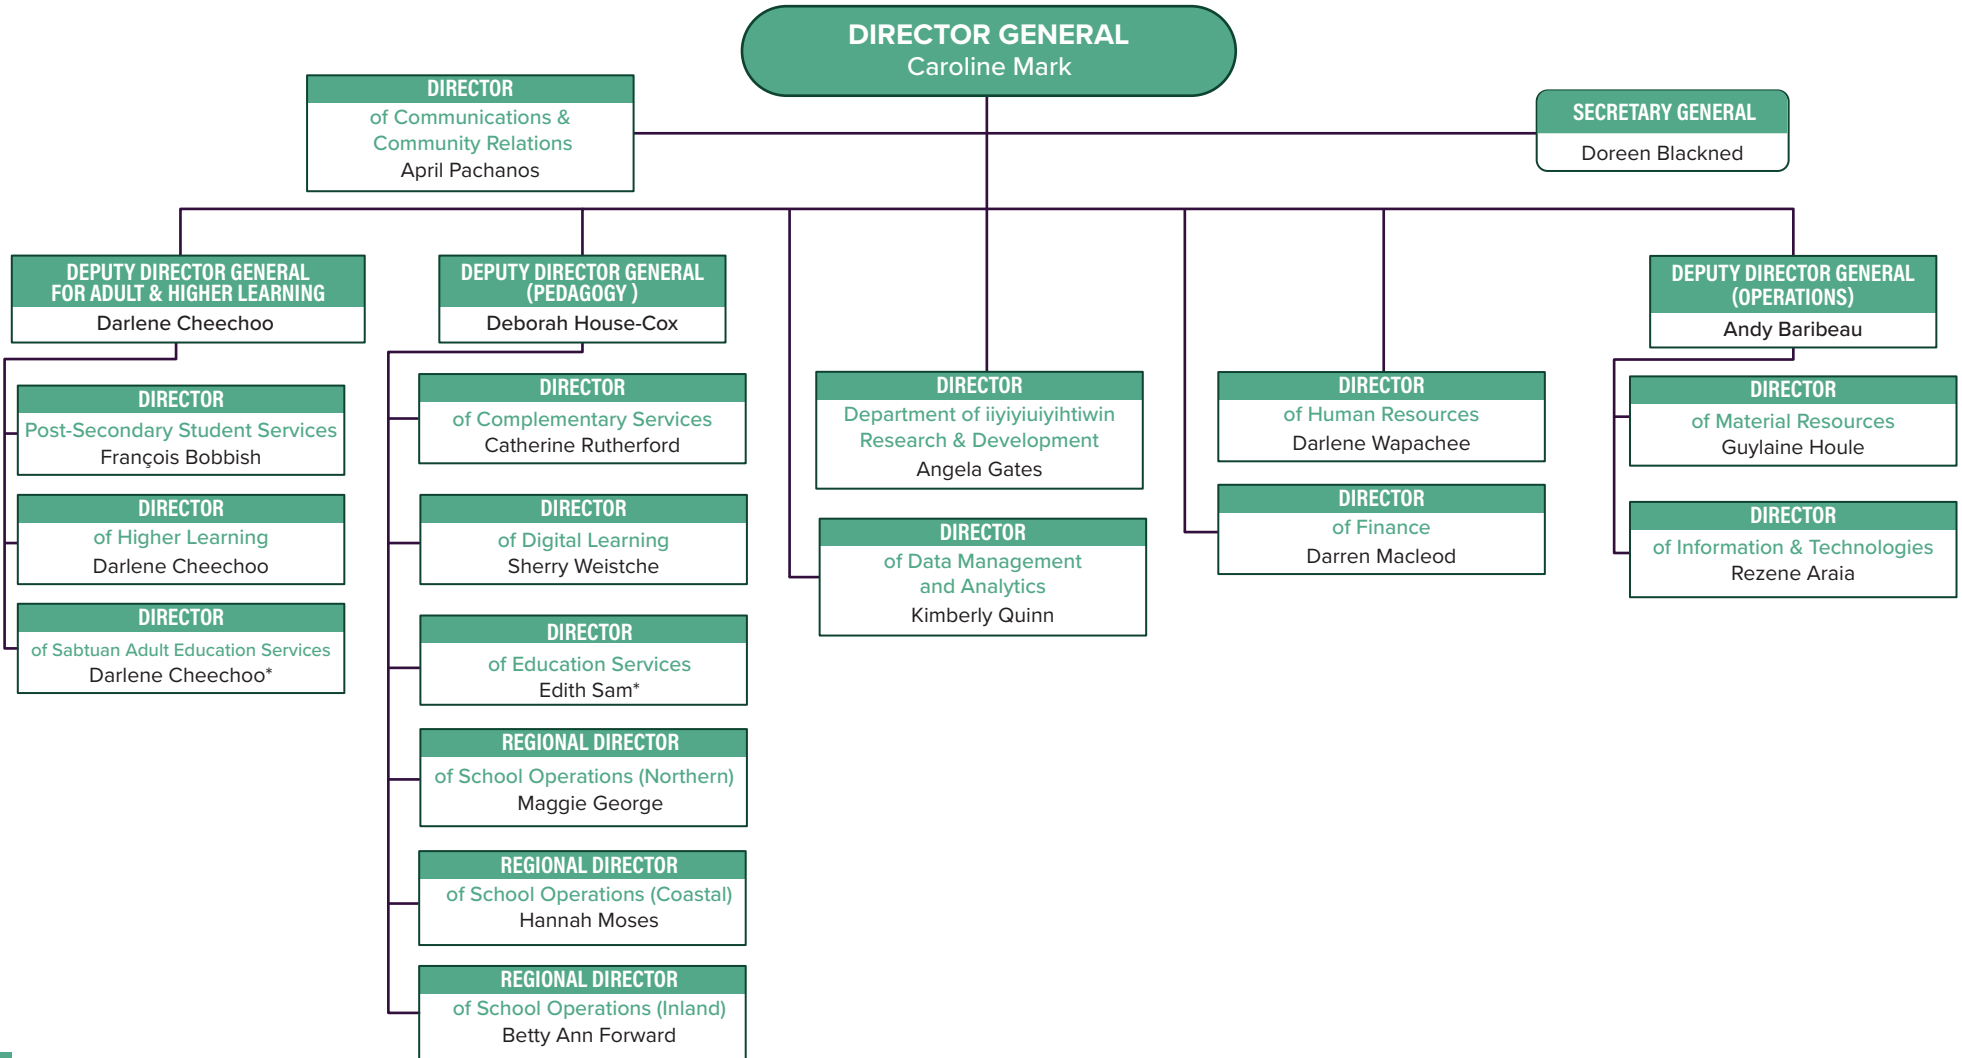 DIRECTOR GENERAL
Caroline Mark
DIRECTOR
of Communications &
Community Relations
April Pachanos
SECRETARY GENERAL
Doreen Blackned
DEPUTY DIRECTOR GENERAL
FOR ADULT & HIGHER LEARNING
Darlene Cheechoo
DIRECTOR
Post-Secondary Student Services
François Bobbish
DIRECTOR
of Higher Learning
Darlene Cheechoo
DIRECTOR
of Sabtuan Adult Education Services
Darlene Cheechoo*
DEPUTY DIRECTOR GENERAL
(PEDAGOGY )
Deborah House-Cox
DIRECTOR
of Complementary Services
Catherine Rutherford
DIRECTOR
of Digital Learning
Sherry Weistche
DIRECTOR
of Education Services
Edith Sam*
REGIONAL DIRECTOR
of School Operations (Northern)
Maggie George
REGIONAL DIRECTOR
of School Operations (Coastal)
Hannah Moses
REGIONAL DIRECTOR
of School Operations (Inland)
Betty Ann Forward
DIRECTOR
Department of iiyiyiuiyihtiwin
Research & Development
Angela Gates
DIRECTOR
of Data Management
and Analytics
Kimberly Quinn
DIRECTOR
of Human Resources
Darlene Wapachee
DIRECTOR
of Finance
Darren Macleod
DEPUTY DIRECTOR GENERAL
(OPERATIONS)
Andy Baribeau
DIRECTOR
of Material Resources
Guylaine Houle
DIRECTOR
of Information & Technologies
Rezene Araia